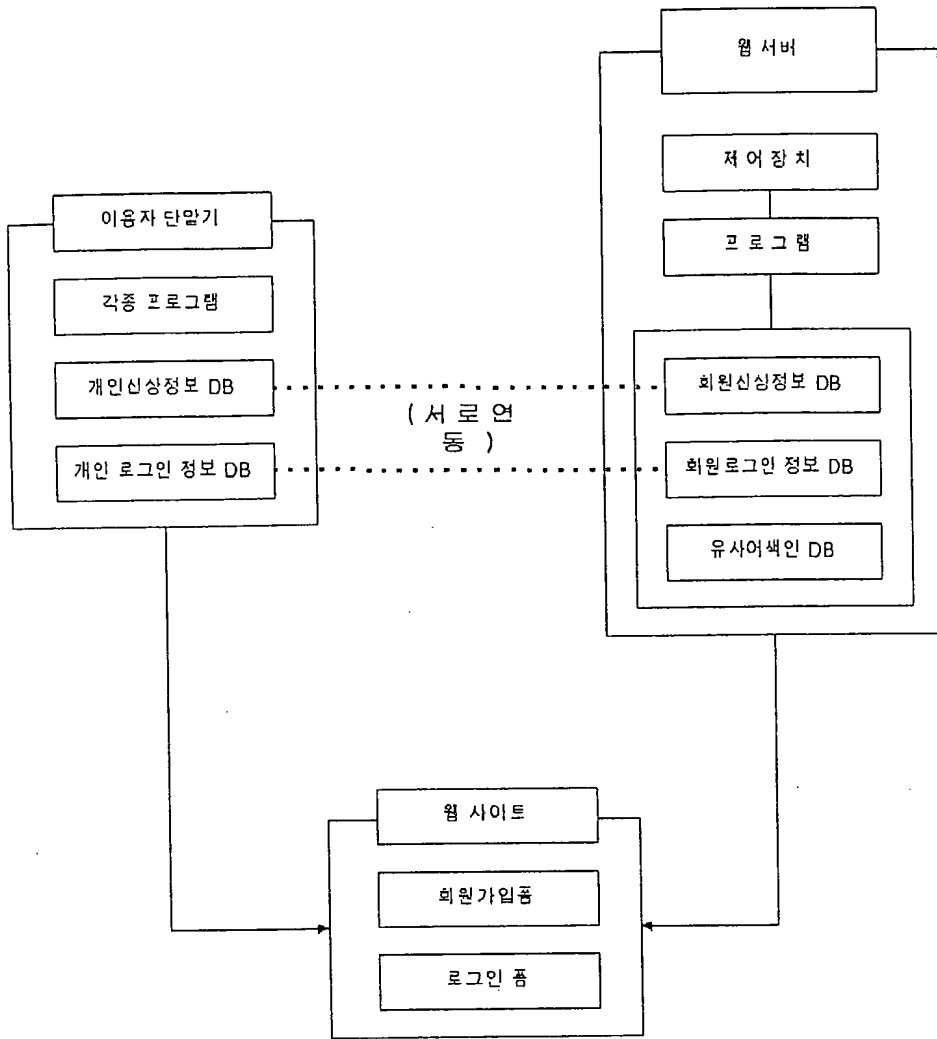 웹 서버
제 어 장 치
프 로 그 램
이용자 단말기
각종 프로그램
개인신상정보 DB
개인 로그인 정보 DB
( 서 로 연
동 )
회원신상정보 DB
회원로그인 정보 DB
유사어색인 DB
웹 사이트
회원가입폼
로그인 폼